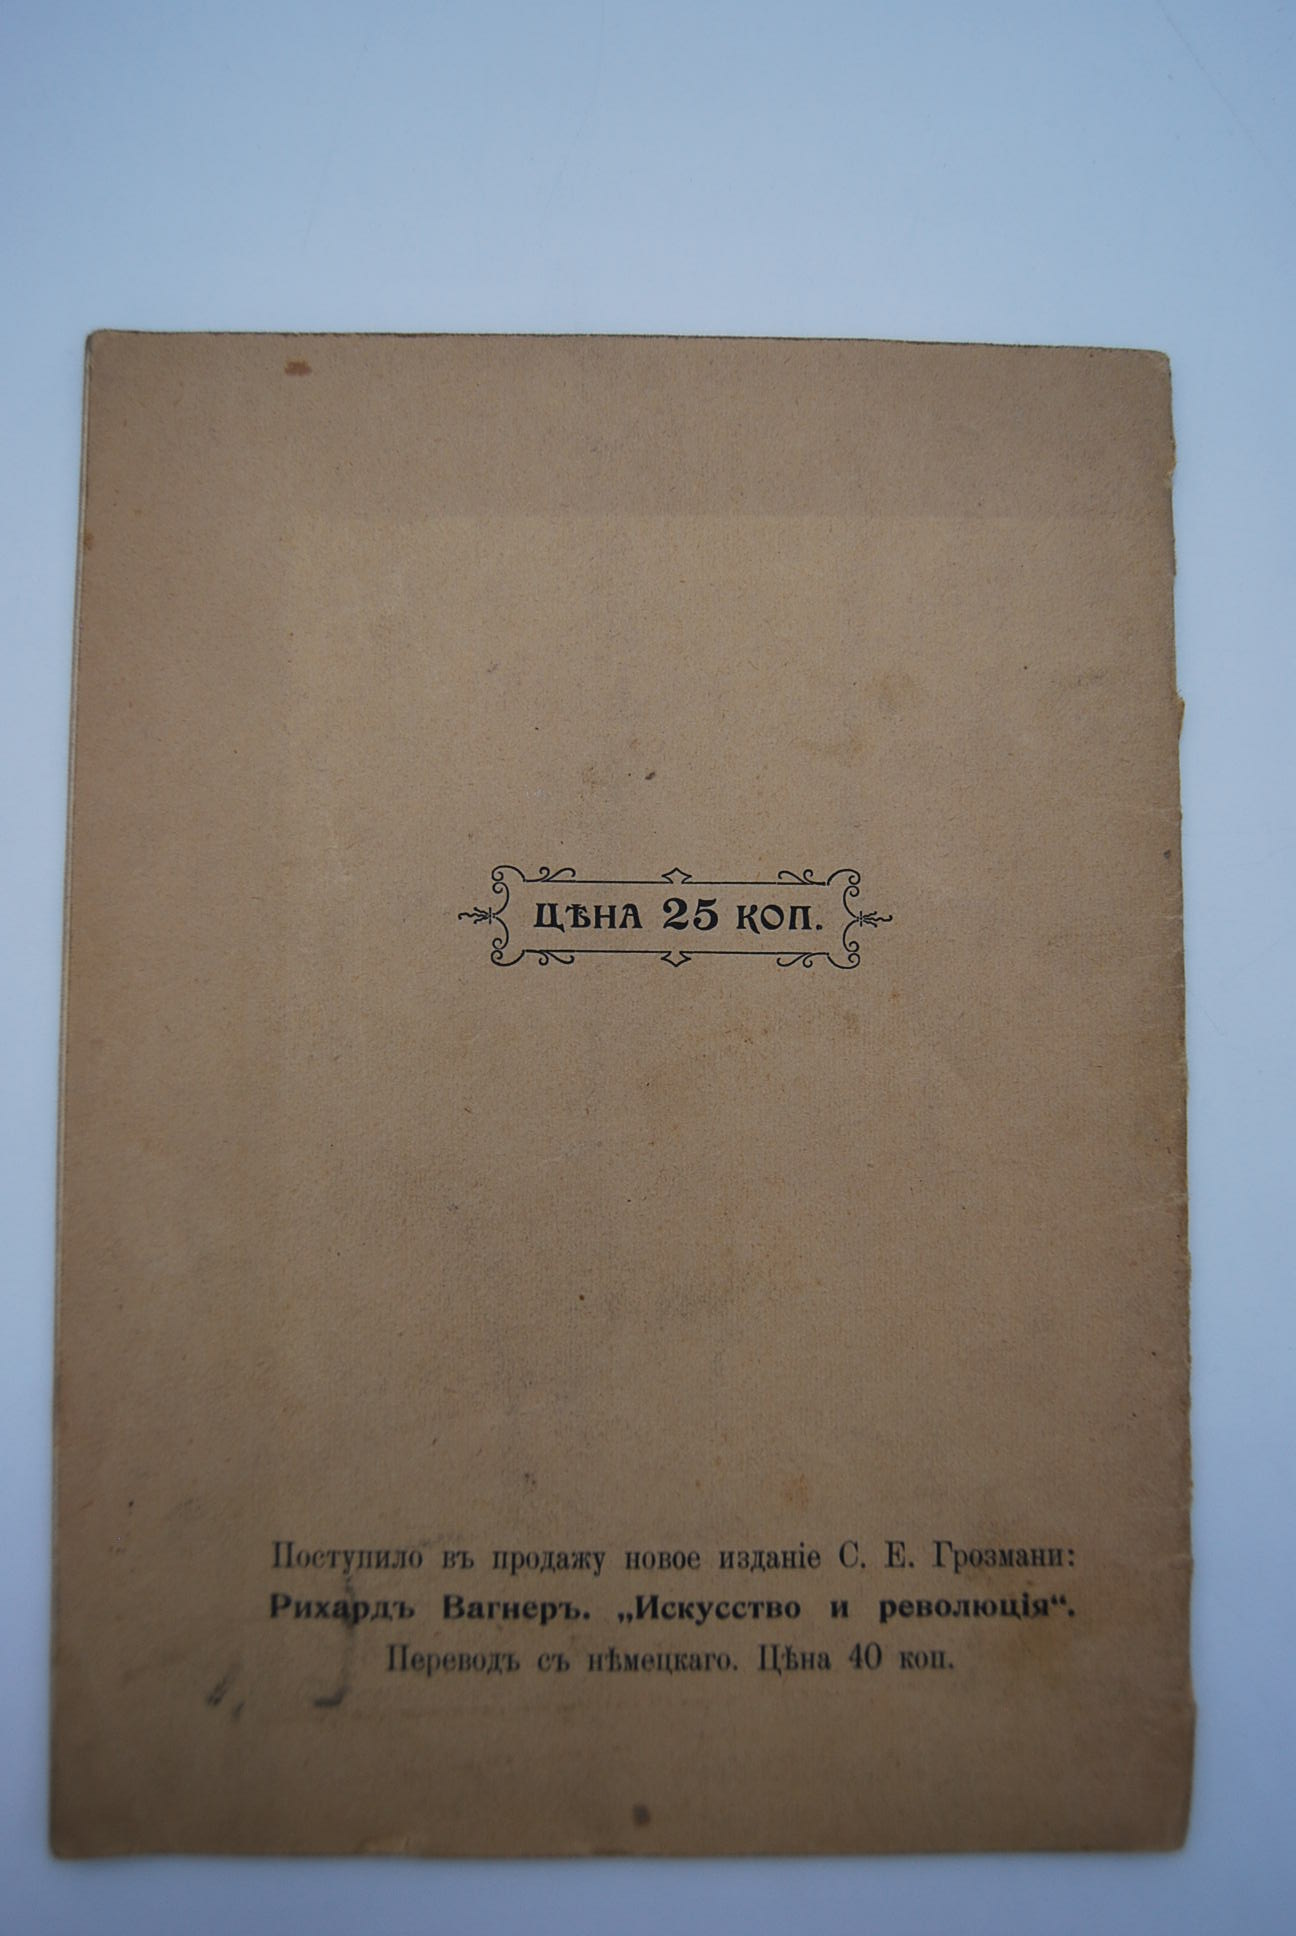 ЦѢНА 25 КОП.
Поступило въ продажу новое изданіе С. Е. Грозмани:
Рихардъ Вагнеръ. „Искусство и революція“.
Переводъ съ нѣмецкаго. Цѣна 40 коп.